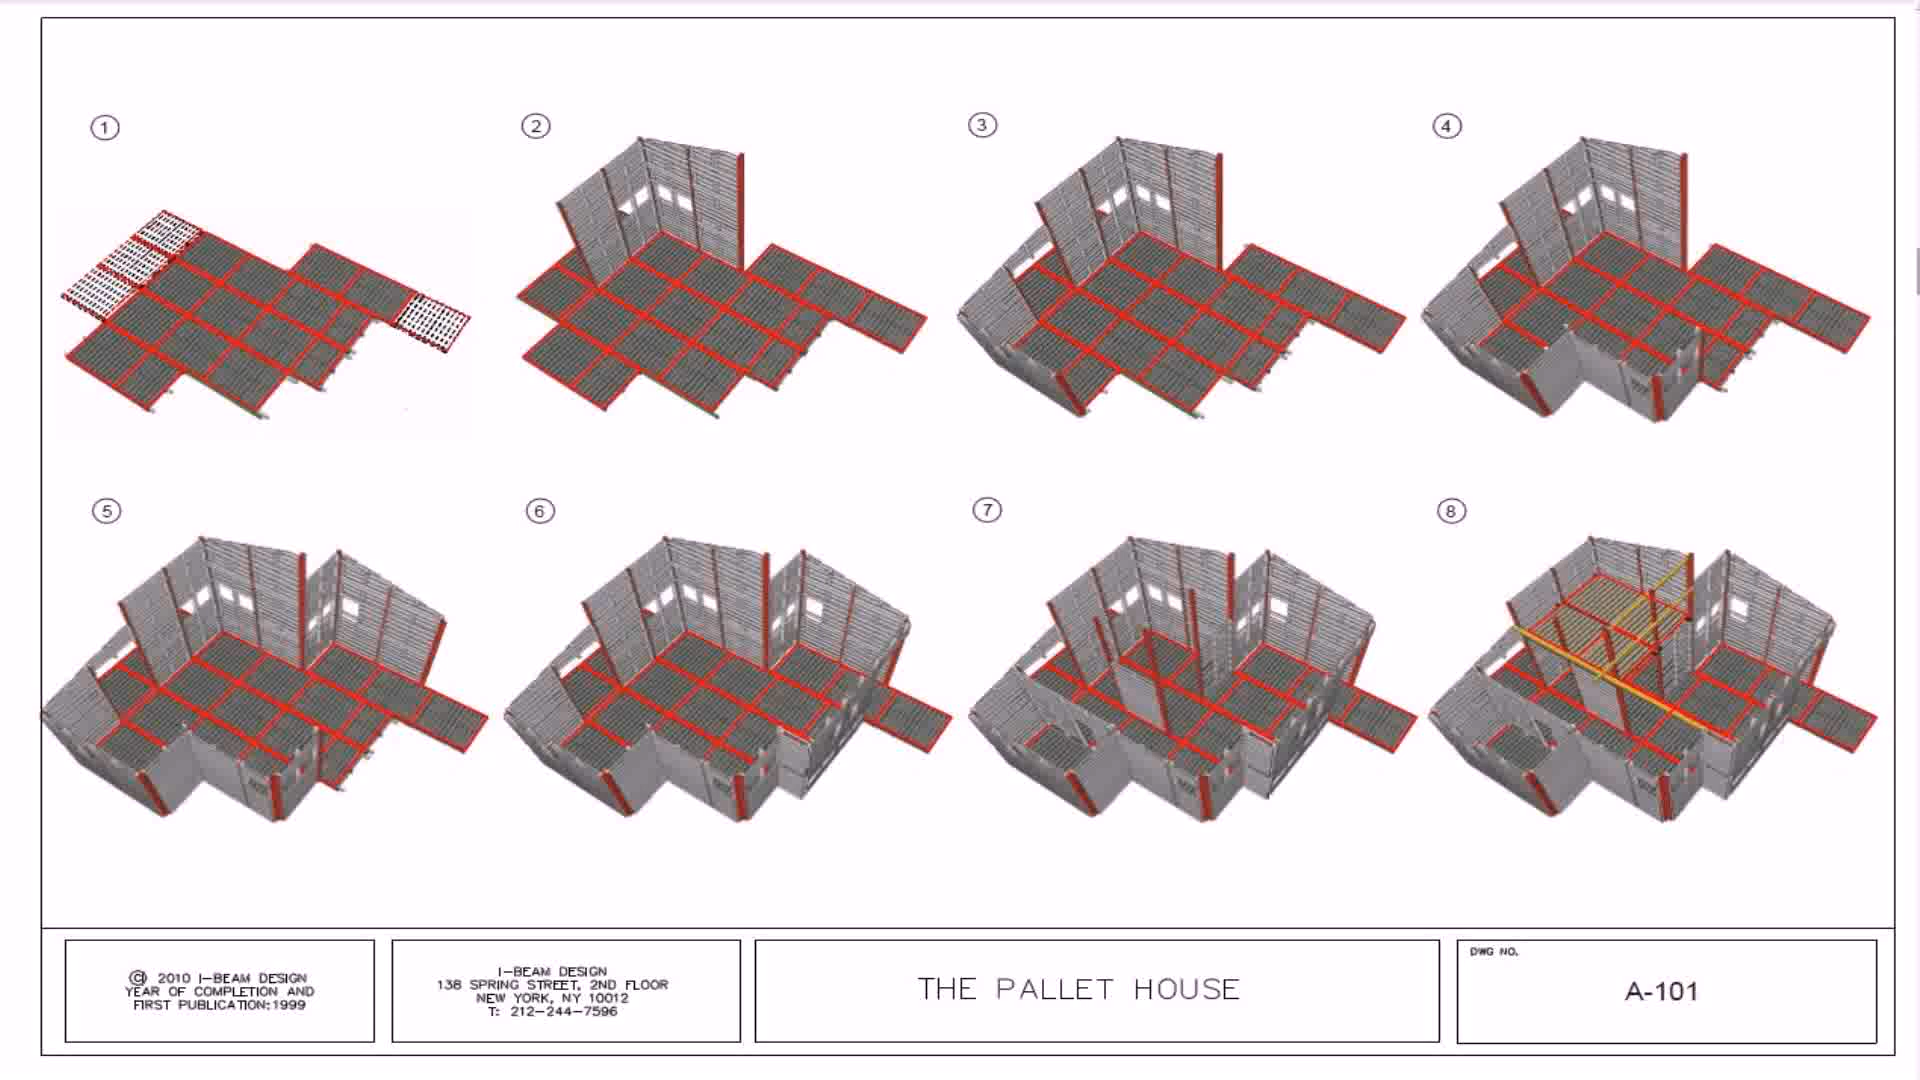 1
2
3
4
5
6
7
8
© 2010 I-BEAM DESIGN
YEAR OF COMPLETION AND
FIRST PUBLICATION:1999
I-BEAM DESIGN
138 SPRING STREET, 2ND FLOOR
NEW YORK, NY 10012
T: 212-244-7596
THE PALLET HOUSE
DWG NO.
A-101